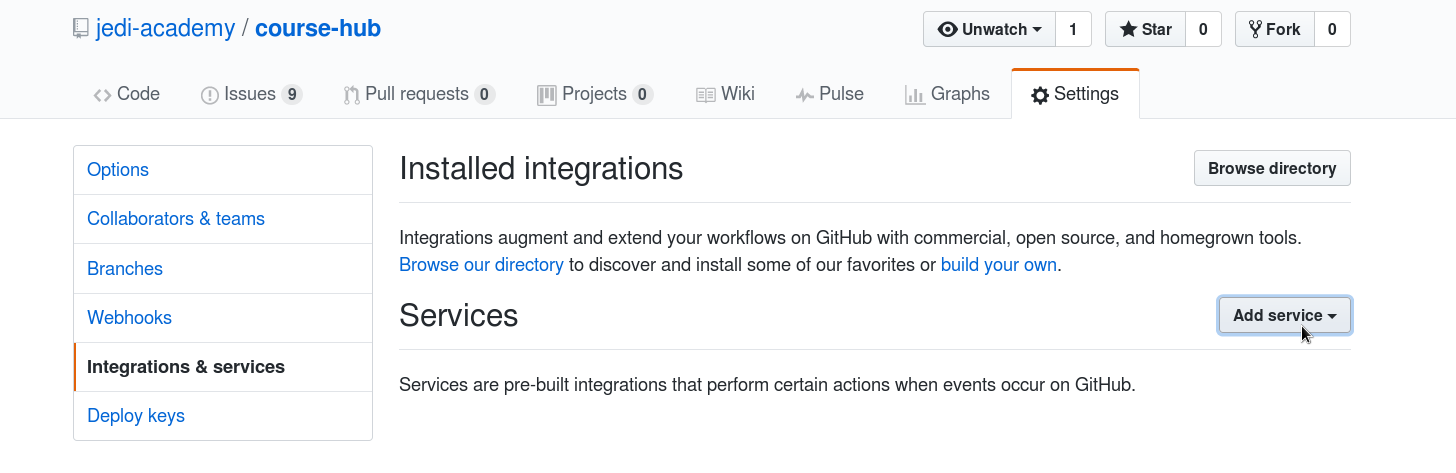 jedi-academy / course-hub
Unwatch 1 Star 0 Fork 0
Code Issues 9 Pull requests 0 Projects 0 Wiki Pulse Graphs Settings
Options
Collaborators & teams
Branches
Webhooks
Integrations & services
Deploy keys
Installed integrations
Browse directory
Integrations augment and extend your workflows on GitHub with commercial, open source, and homegrown tools.
Browse our directory to discover and install some of our favorites or build your own.
Services
Add service
Services are pre-built integrations that perform certain actions when events occur on GitHub.